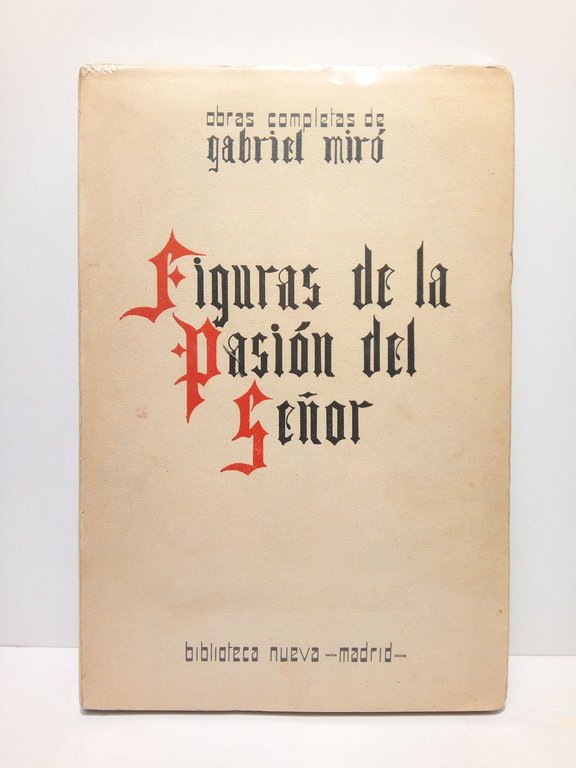 obras completas de
gabriel miró
Figuras de la
Pasión del
Señor
biblioteca nueva — madrid —